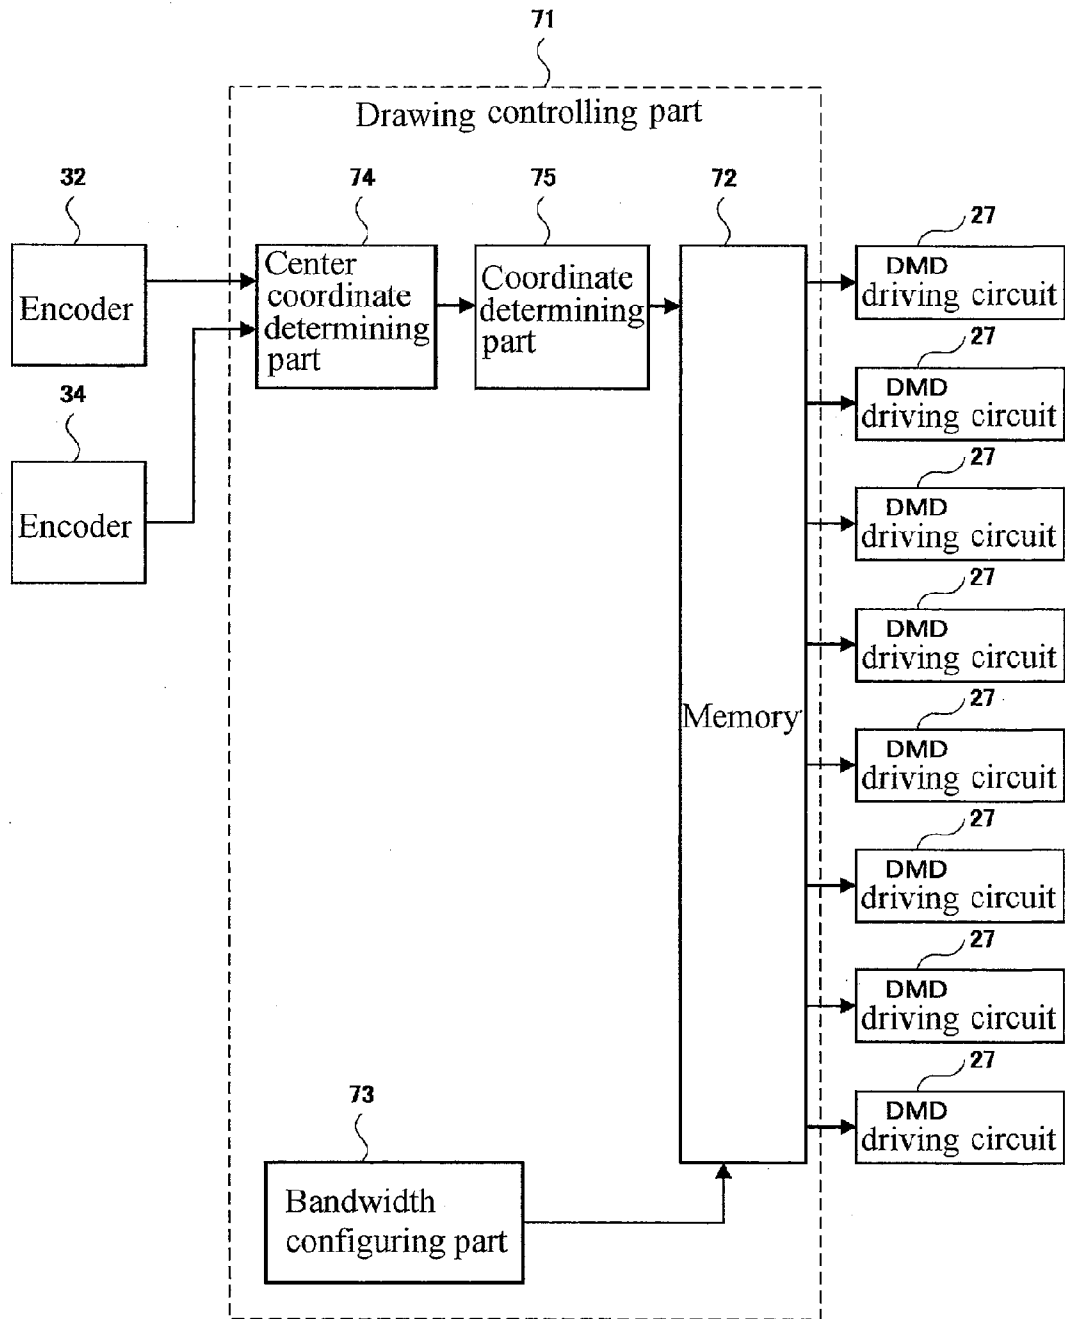 71
Drawing controlling part
32
74
75
72
27
Encoder
Center
coordinate
determining
part
Coordinate
determining
part
DMD
driving circuit
27
DMD
driving circuit
34
Encoder
27
DMD
driving circuit
27
DMD
driving circuit
Memory
27
DMD
driving circuit
27
DMD
driving circuit
27
DMD
driving circuit
27
DMD
driving circuit
73
Bandwidth
configuring part